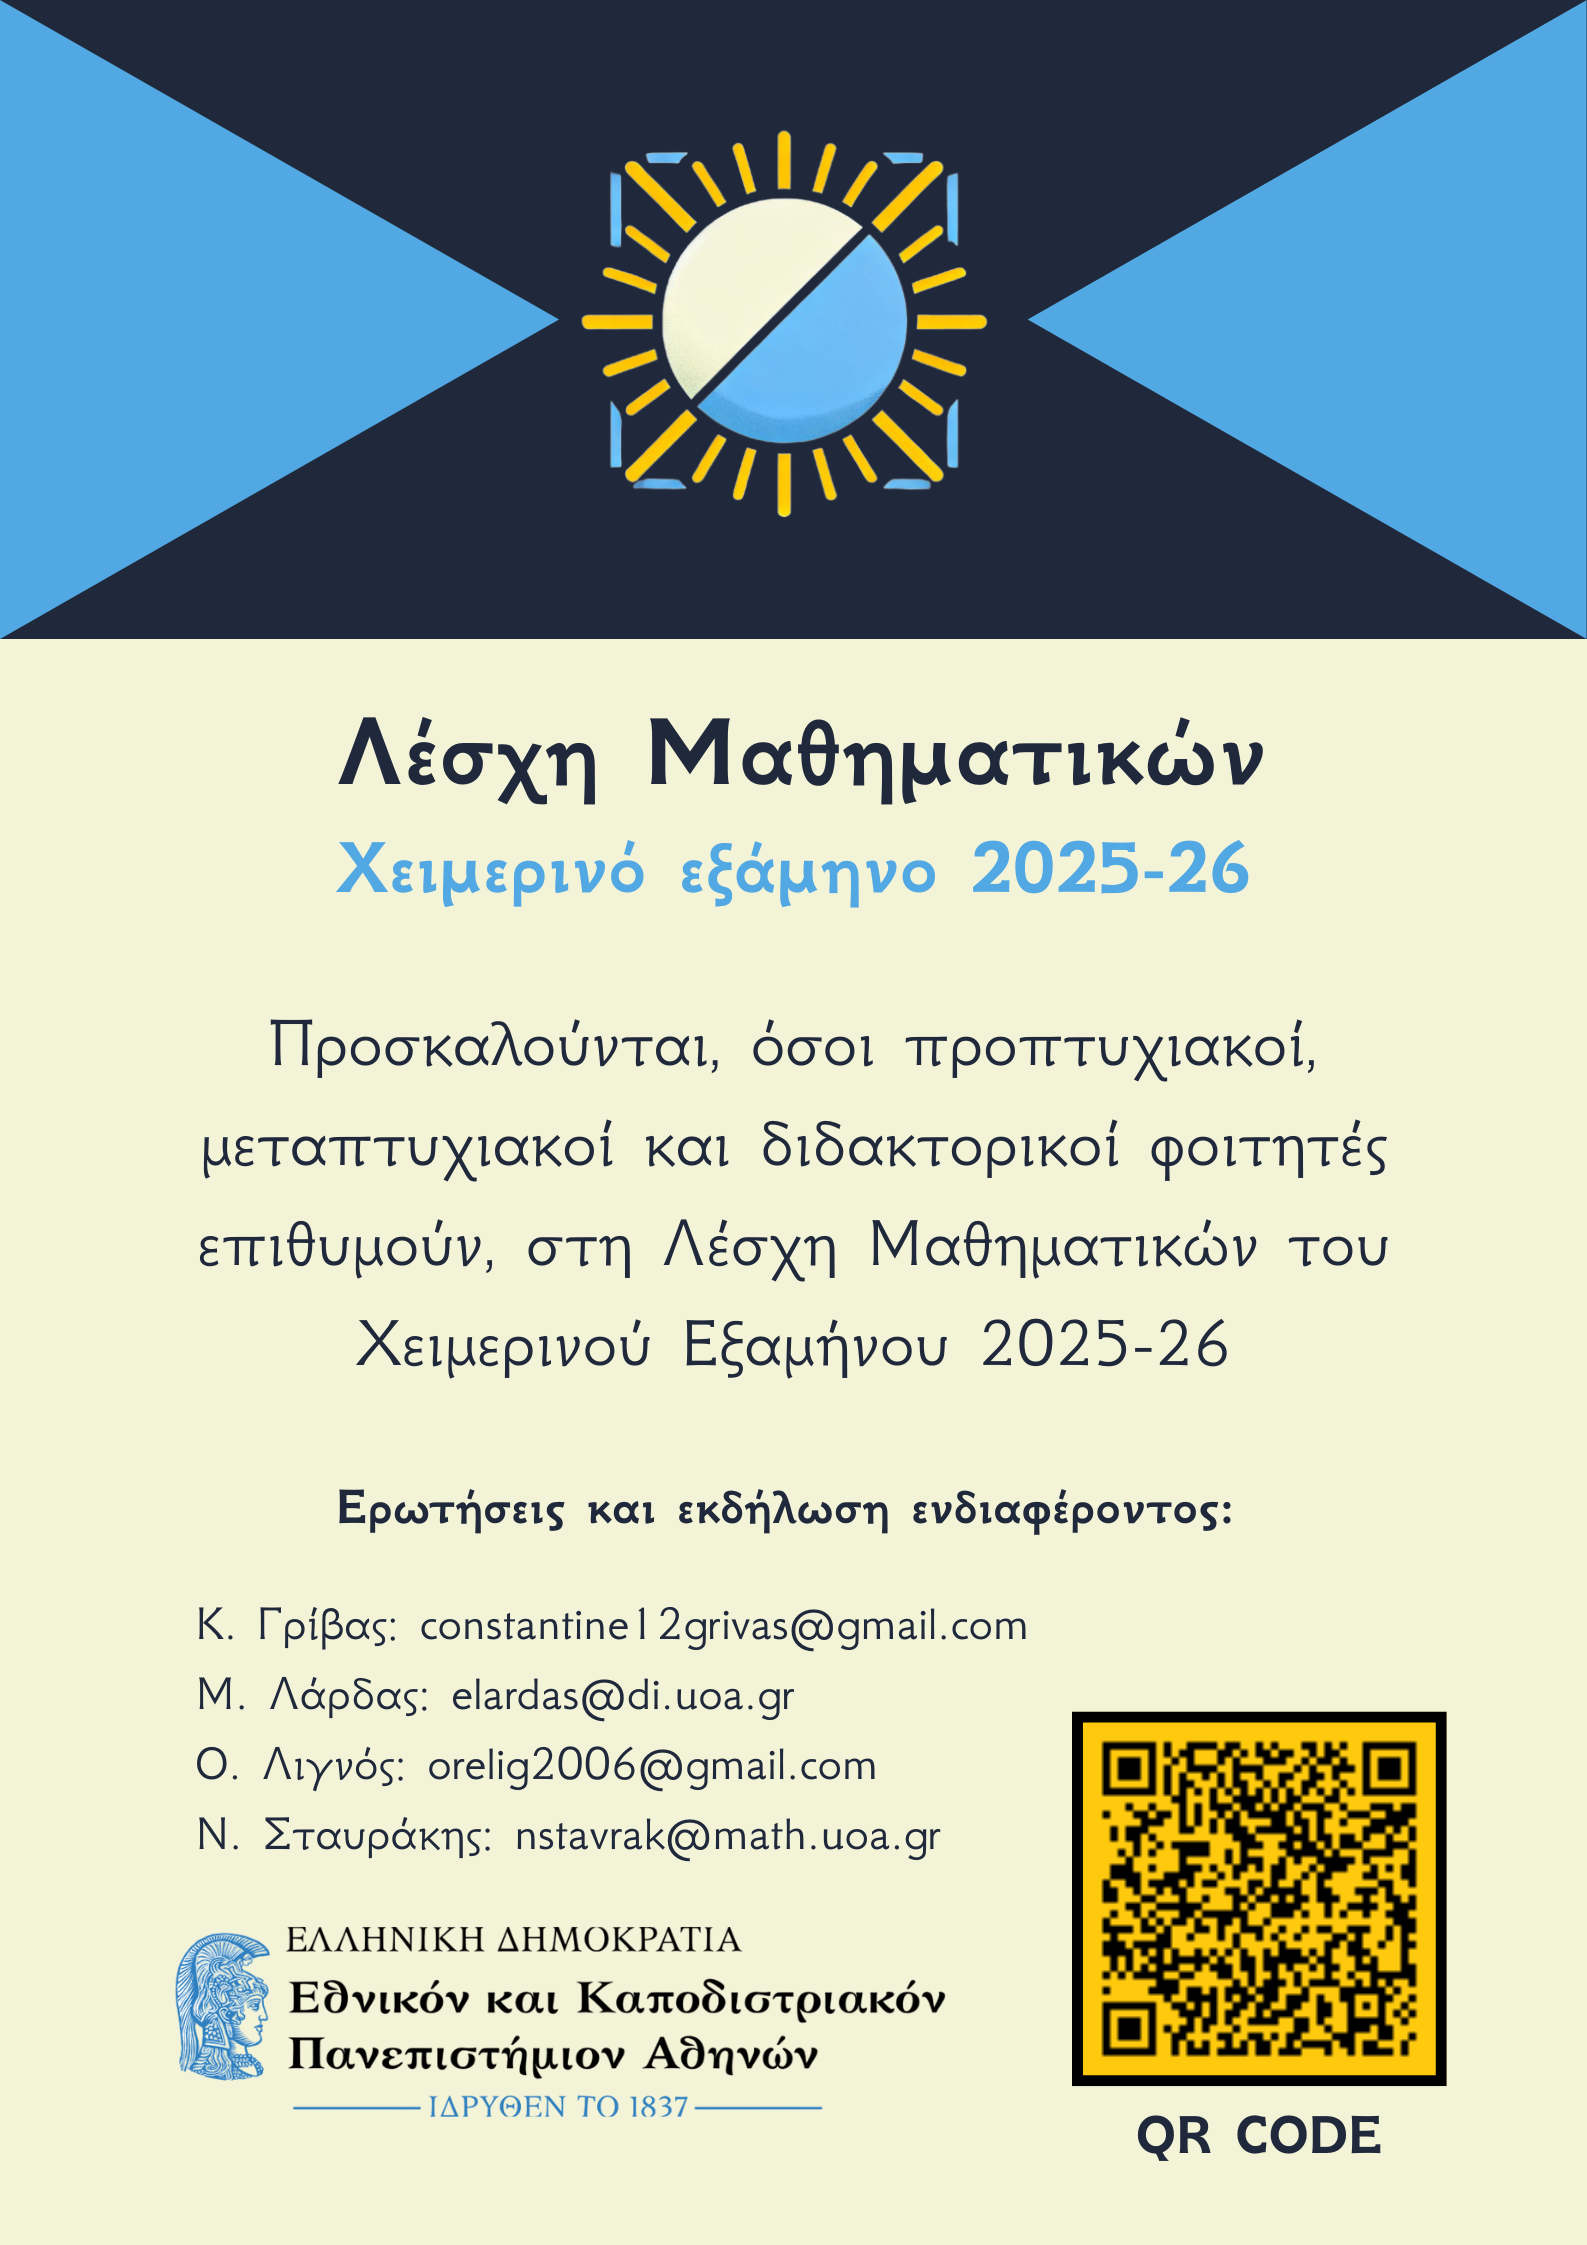 Λέσχη Μαθηματικών
Χειμερινό εξάμηνο 2025-26
Προσκαλούνται, όσοι προπτυχιακοί,
μεταπτυχιακοί και διδακτορικοί φοιτητές
επιθυμούν, στη Λέσχη Μαθηματικών του
Χειμερινού Εξαμήνου 2025-26
Ερωτήσεις και εκδήλωση ενδιαφέροντος:
Κ. Γρίβας: constantine12grivas@gmail.com
Μ. Λάρδας: elardas@di.uoa.gr
Ο. Λιγνός: orelig2006@gmail.com
Ν. Σταυράκης: nstavrak@math.uoa.gr
ΕΛΛΗΝΙΚΗ ΔΗΜΟΚΡΑΤΙΑ
Εθνικόν και Καποδιστριακόν
Πανεπιστήμιον Αθηνών
ΙΔΡΥΘΕΝ ΤΟ 1837
QR CODE